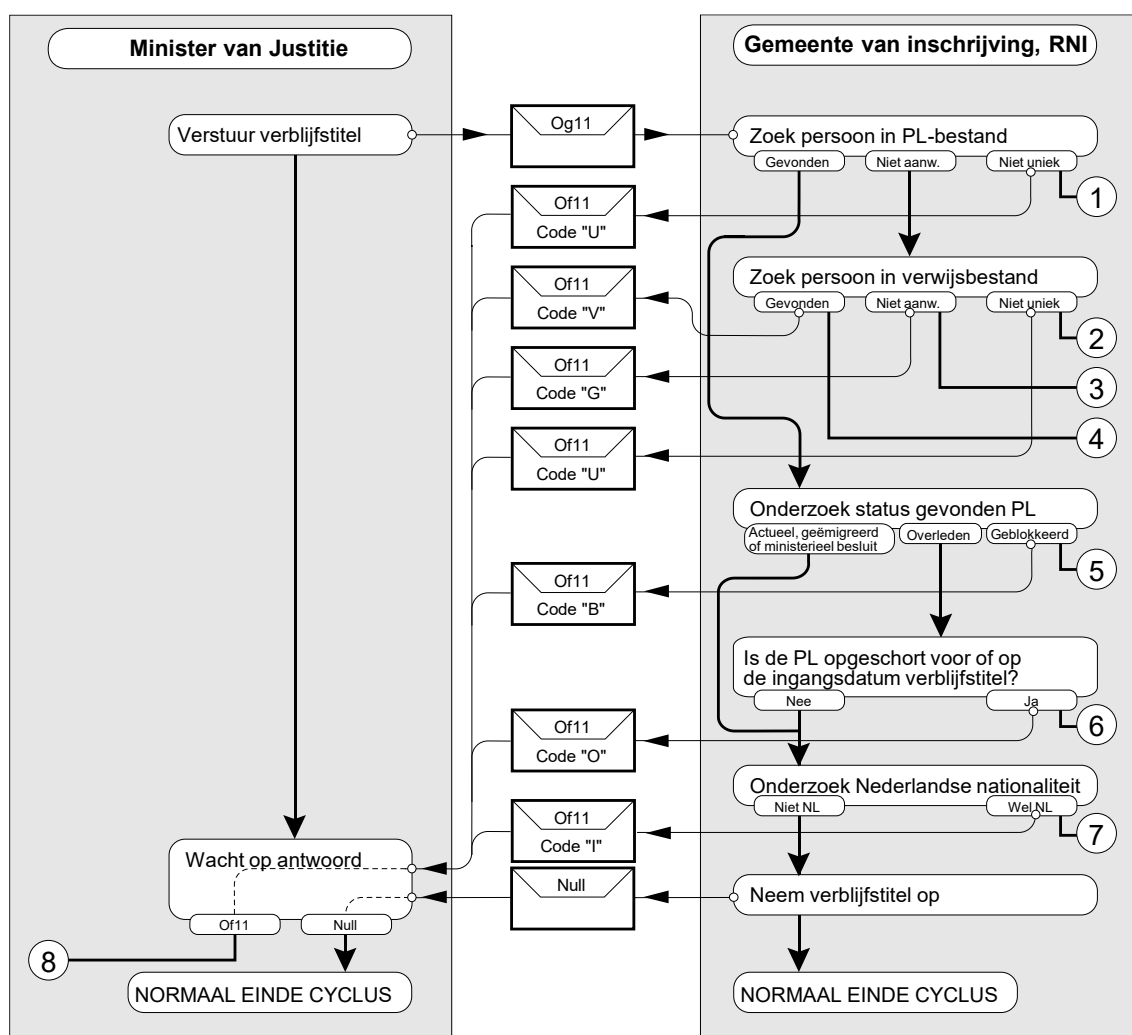 Minister van Justitie
Gemeente van inschrijving, RNI
Verstuur verblijfstitel
Og11
Zoek persoon in PL-bestand
Gevonden
Niet aanw.
Niet uniek
1
Of11
Code "U"
Zoek persoon in verwijsbestand
Gevonden
Niet aanw.
Niet uniek
2
Of11
Code "V"
Of11
Code "G"
3
4
Of11
Code "U"
Onderzoek status gevonden PL
Actueel, geëmigreerd
of ministerieel besluit
Overleden
Geblokkeerd
5
Of11
Code "B"
Is de PL opgeschort voor of op
de ingangsdatum verblijfstitel?
Nee
Ja
6
Of11
Code "O"
Onderzoek Nederlandse nationaliteit
Niet NL
Wel NL
7
Of11
Code "I"
Wacht op antwoord
Null
Neem verblijfstitel op
Of11
Null
8
NORMAAL EINDE CYCLUS
NORMAAL EINDE CYCLUS